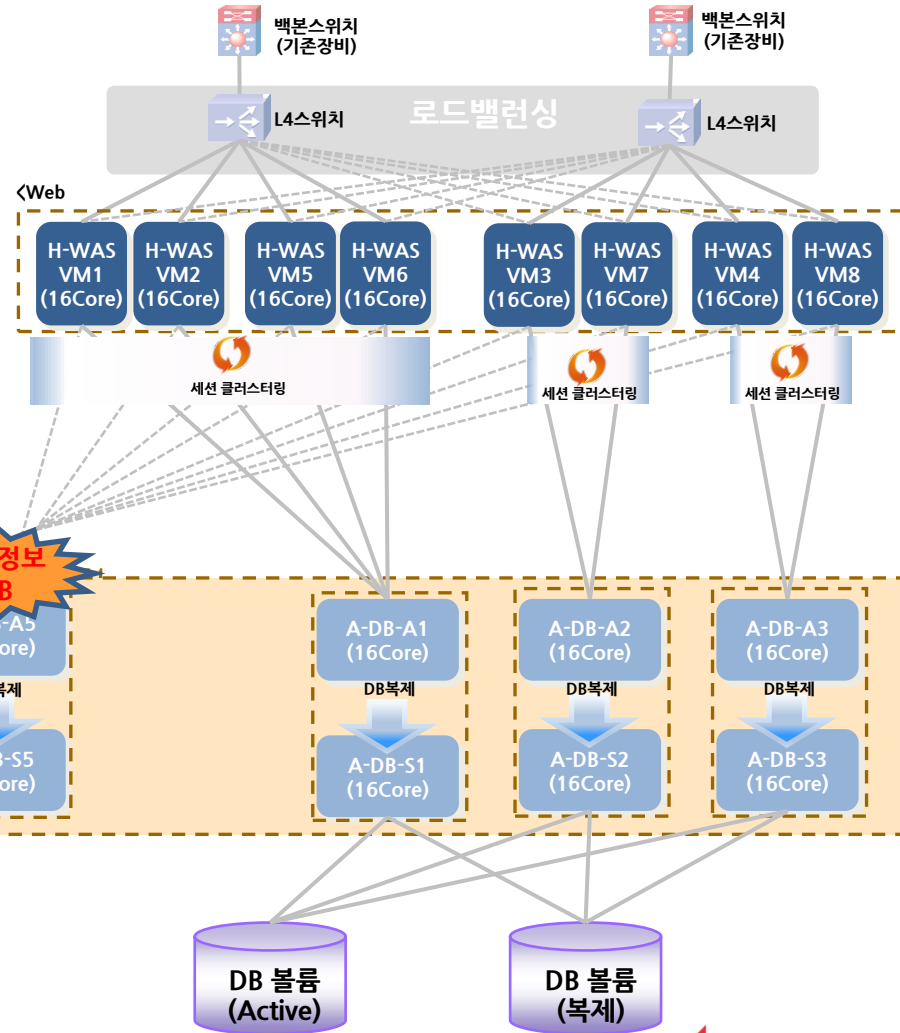 백본스위치
(기존장비)
백본스위치
(기존장비)
로드밸런싱
L4스위치
L4스위치
<Web
H-WAS
VM1
(16Core)
H-WAS
VM2
(16Core)
H-WAS
VM5
(16Core)
H-WAS
VM6
(16Core)
H-WAS
VM3
(16Core)
H-WAS
VM7
(16Core)
H-WAS
VM4
(16Core)
H-WAS
VM8
(16Core)
세션 클러스터링
세션 클러스터링
세션 클러스터링
정보
B
-A5
ore)
복제
-S5
ore)
A-DB-A1
(16Core)
DB복제
A-DB-S1
(16Core)
A-DB-A2
(16Core)
DB복제
A-DB-S2
(16Core)
A-DB-A3
(16Core)
DB복제
A-DB-S3
(16Core)
DB 볼륨
(Active)
DB 볼륨
(복제)